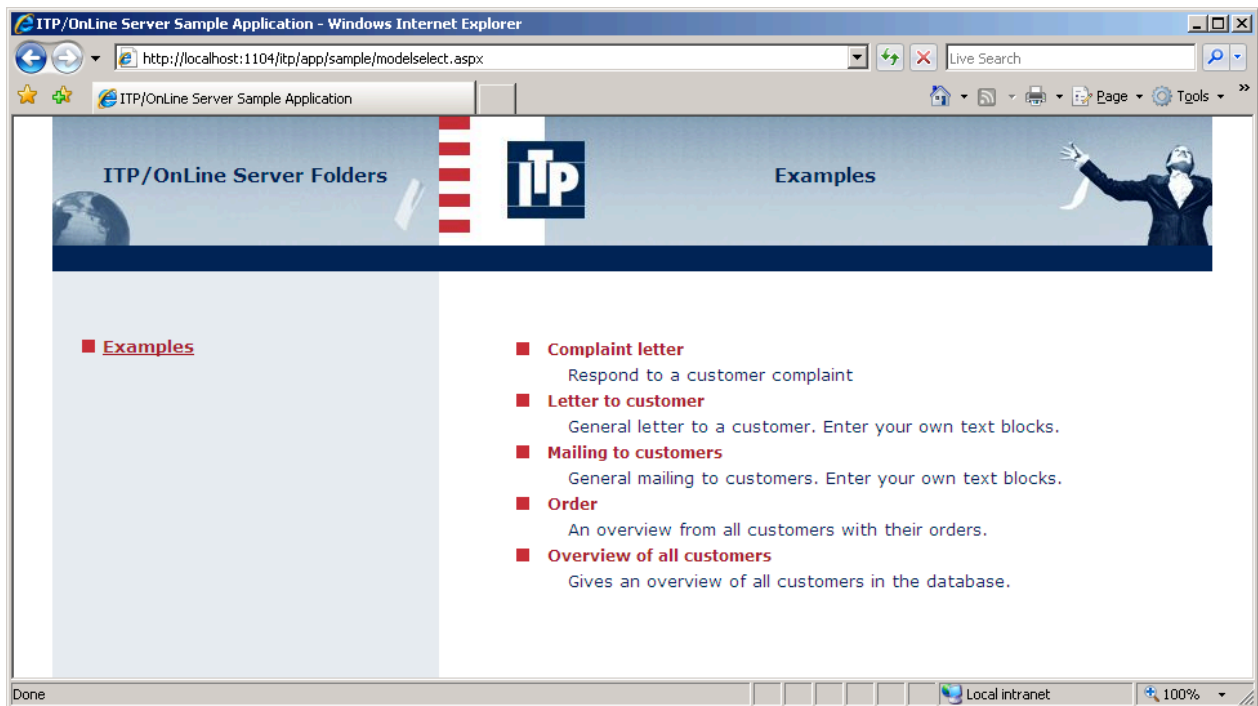 ITP/OnLine Server Sample Application - Windows Internet Explorer
http://localhost:1104/itp/app/sample/modelselect.aspx
Live Search
ITP/OnLine Server Sample Application
Page
Tools
ITP/OnLine Server Folders
ITP
Examples
Examples
Complaint letter
Respond to a customer complaint
Letter to customer
General letter to a customer. Enter your own text blocks.
Mailing to customers
General mailing to customers. Enter your own text blocks.
Order
An overview from all customers with their orders.
Overview of all customers
Gives an overview of all customers in the database.
Done
Local intranet
100%